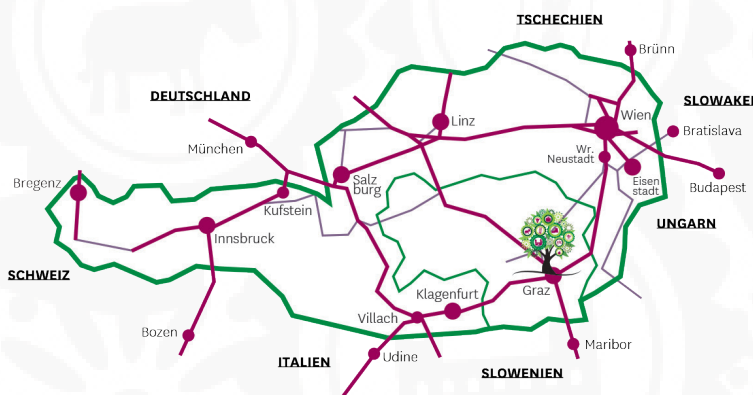 TSCHECHIEN
Brünn
DEUTSCHLAND
SLOWAKEI
Wien
Linz
Bratislava
München
Wr.
Neustadt
Bregenz
Salz
burg
Eisen
stadt
Budapest
Kufstein
UNGARN
Innsbruck
SCHWEIZ
Graz
Klagenfurt
Villach
Bozen
Maribor
Udine
ITALIEN
SLOWENIEN